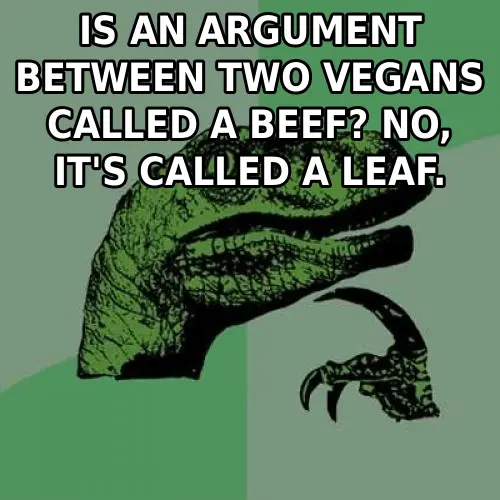 IS AN ARGUMENT
BETWEEN TWO VEGANS
CALLED A BEEF? NO,
IT'S CALLED A LEAF.